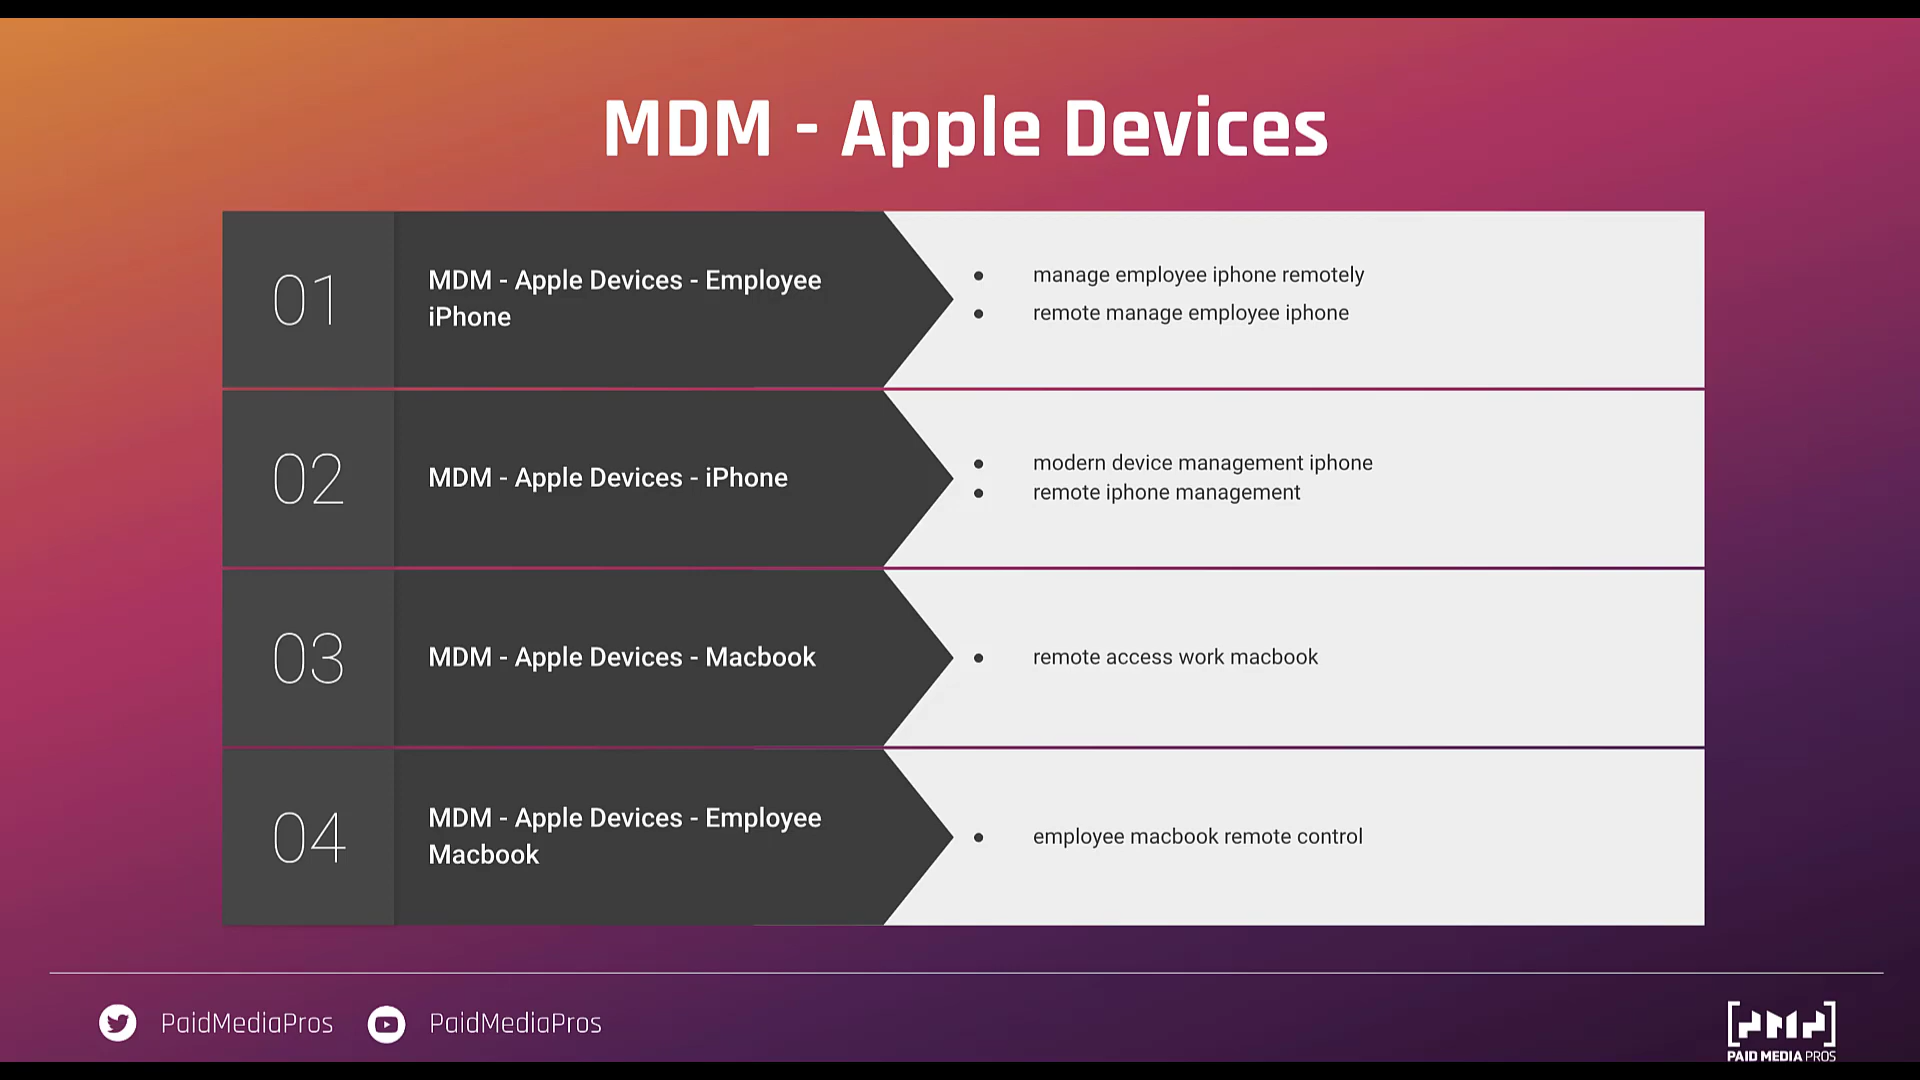 MDM - Apple Devices
01
MDM - Apple Devices - Employee
iPhone
● manage employee iphone remotely
● remote manage employee iphone
02
MDM - Apple Devices - iPhone
● modern device management iphone
● remote iphone management
03
MDM - Apple Devices - Macbook
● remote access work macbook
04
MDM - Apple Devices - Employee
Macbook
● employee macbook remote control
PaidMediaPros
PaidMediaPros
[PMP]
PAID MEDIA PROS